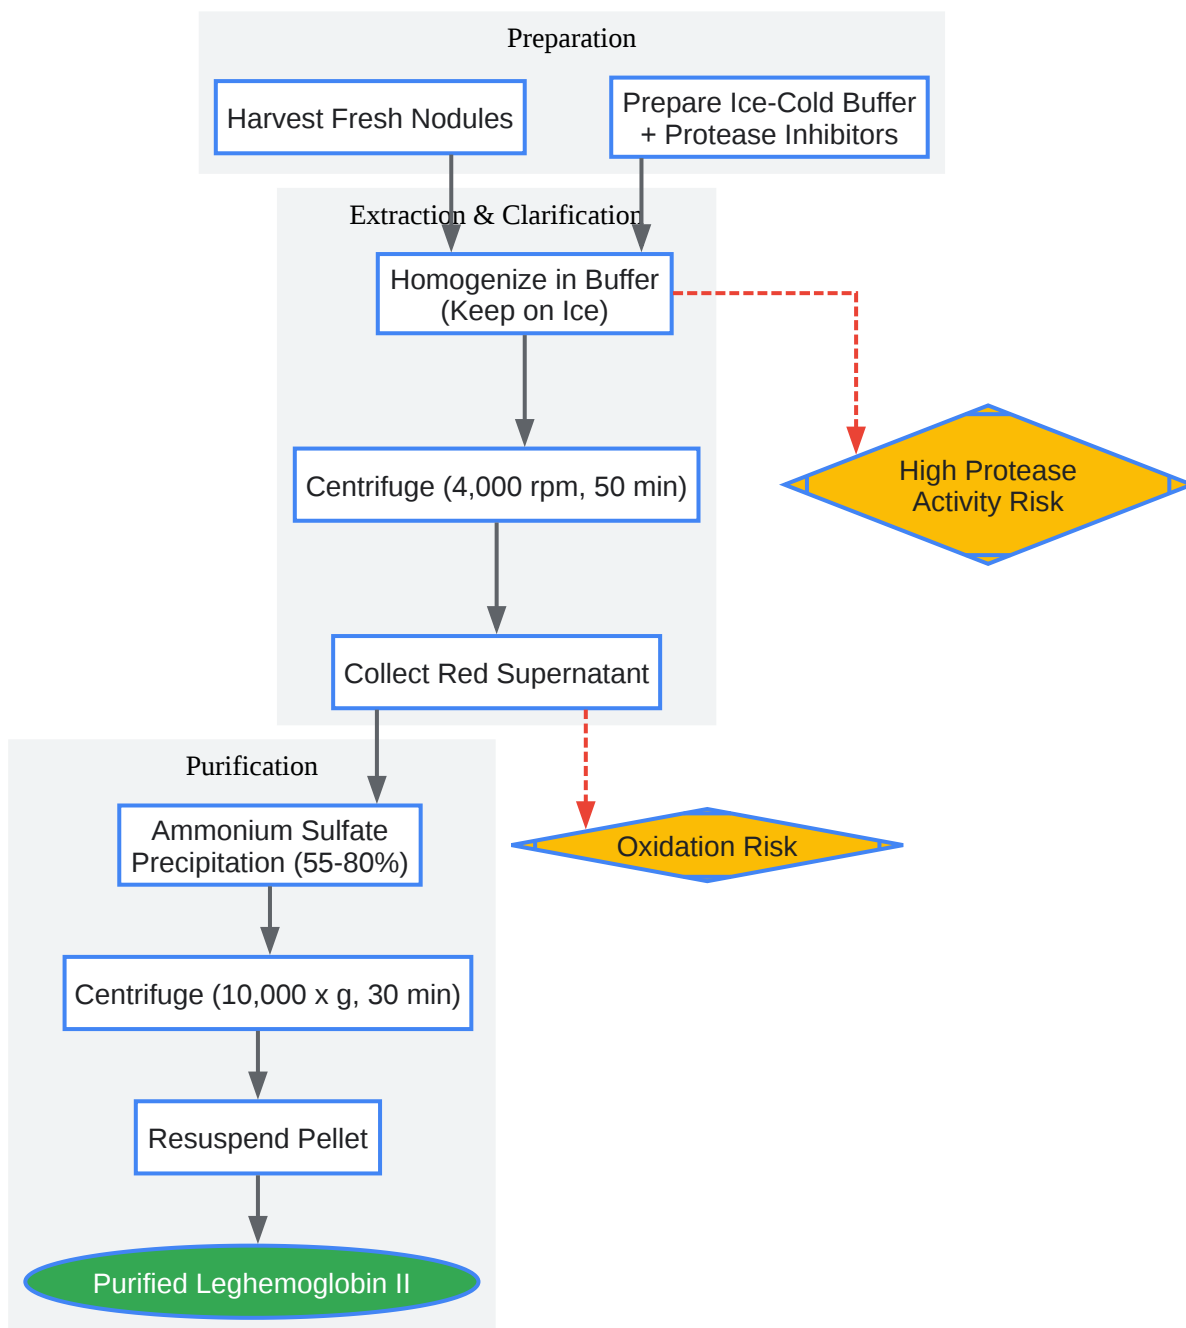 Preparation
Harvest Fresh Nodules
Prepare Ice-Cold Buffer
+ Protease Inhibitors
Extraction & Clarification
Homogenize in Buffer
(Keep on Ice)
Centrifuge (4,000 rpm, 50 min)
High Protease
Activity Risk
Collect Red Supernatant
Purification
Ammonium Sulfate
Precipitation (55-80%)
Oxidation Risk
Centrifuge (10,000 x g, 30 min)
Resuspend Pellet
Purified Leghemoglobin II